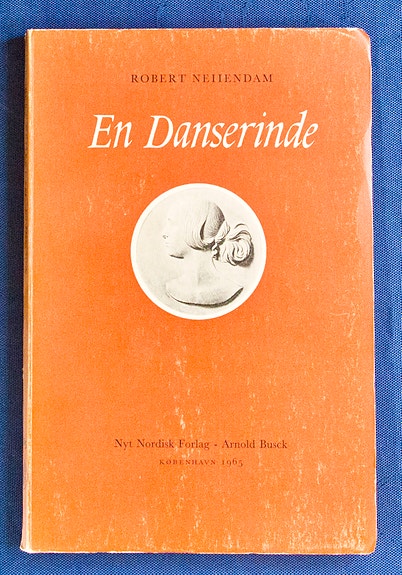 ROBERT NEIIENDAM
En Danserinde
Nyt Nordisk Forlag - Arnold Busck
KØBENHAVN 1965